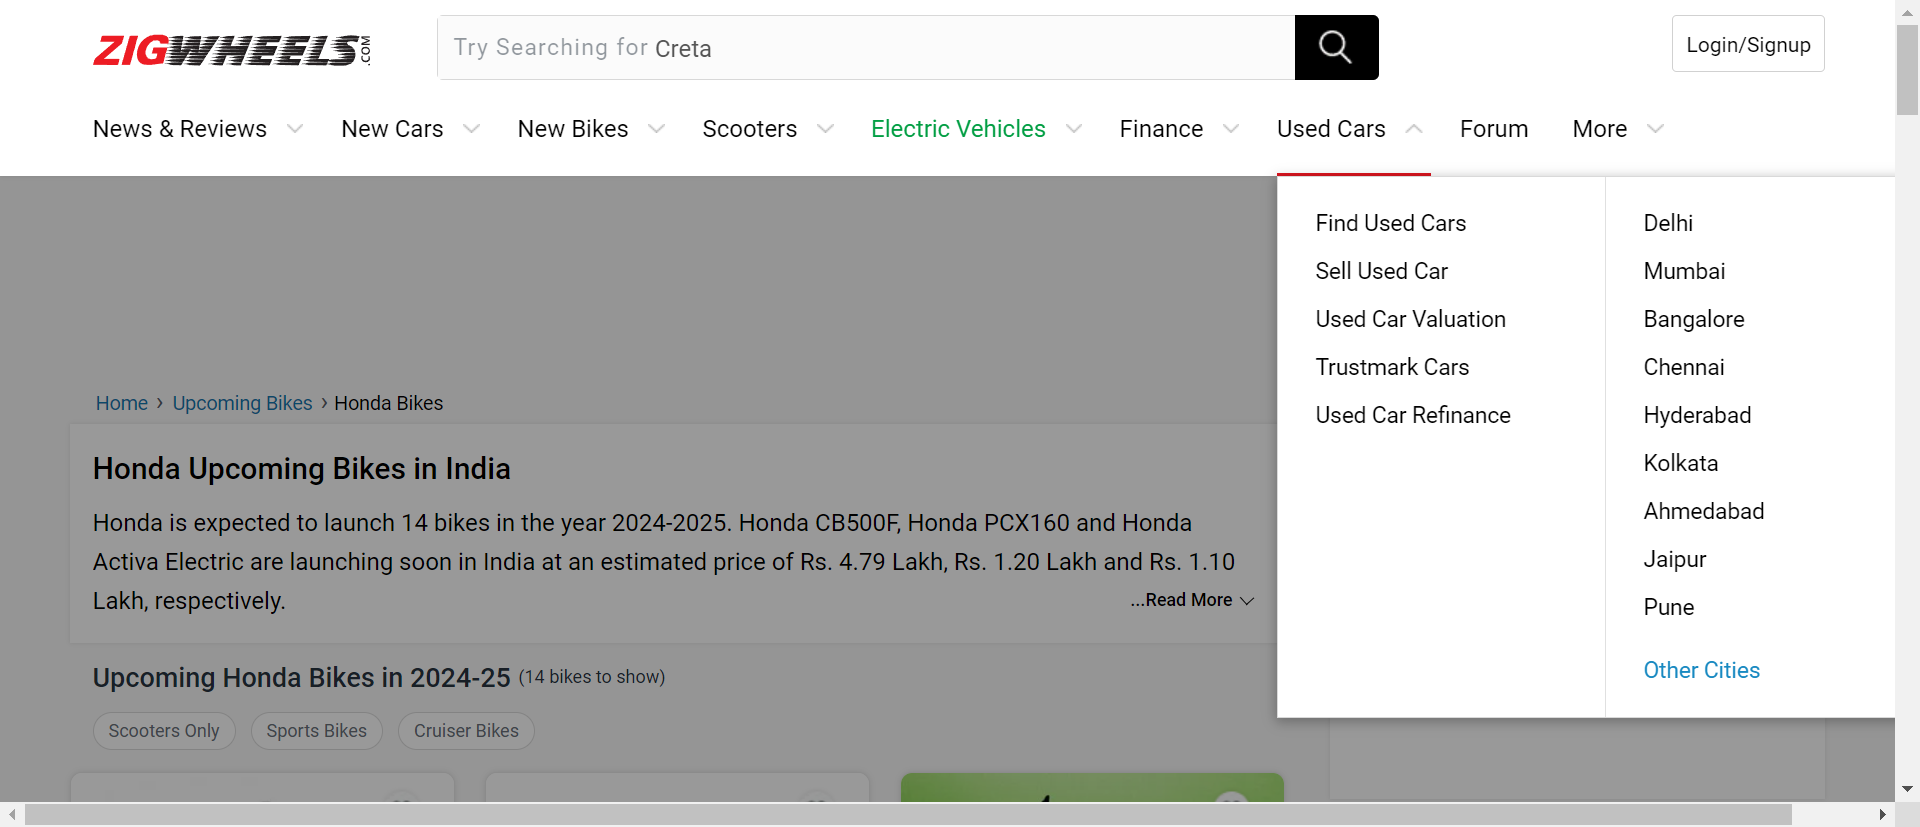 ZIGWHEELS.COM
Try Searching for Creta
Login/Signup
News & Reviews
New Cars
New Bikes
Scooters
Electric Vehicles
Finance
Used Cars
Forum
More
Find Used Cars
Sell Used Car
Used Car Valuation
Trustmark Cars
Used Car Refinance
Delhi
Mumbai
Bangalore
Chennai
Hyderabad
Kolkata
Ahmedabad
Jaipur
Pune
Other Cities
Home › Upcoming Bikes › Honda Bikes
Honda Upcoming Bikes in India
Honda is expected to launch 14 bikes in the year 2024-2025. Honda CB500F, Honda PCX160 and Honda
Activa Electric are launching soon in India at an estimated price of Rs. 4.79 Lakh, Rs. 1.20 Lakh and Rs. 1.10
Lakh, respectively.
...Read More
Upcoming Honda Bikes in 2024-25 (14 bikes to show)
Scooters Only
Sports Bikes
Cruiser Bikes